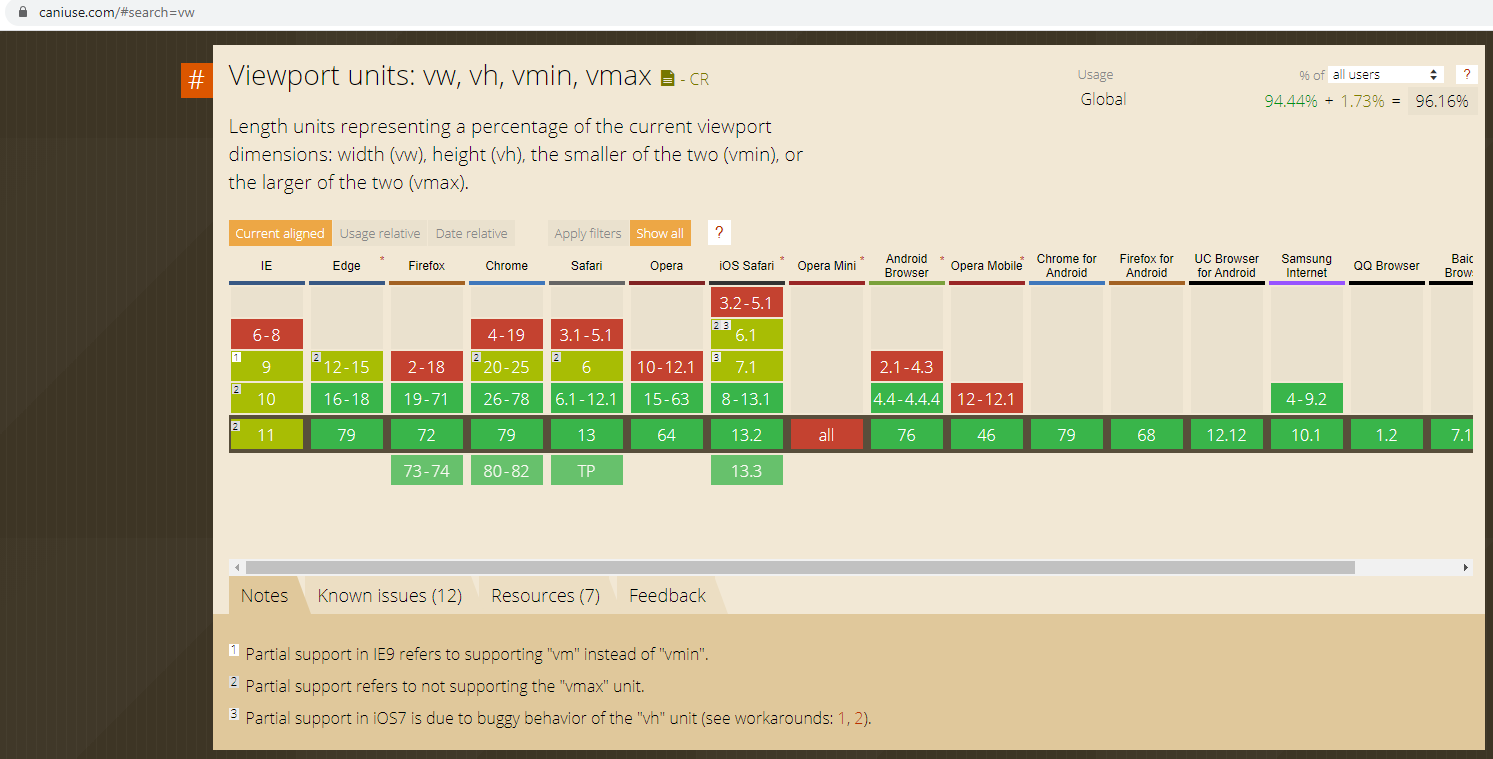 caniuse.com/#search=vw
# Viewport units: vw, vh, vmin, vmax - CR
Usage % of all users ?
Global 94.44% + 1.73% = 96.16%
Length units representing a percentage of the current viewport
dimensions: width (vw), height (vh), the smaller of the two (vmin), or
the larger of the two (vmax).
Current aligned Usage relative Date relative Apply filters Show all ?
IE Edge * Firefox Chrome Safari Opera iOS Safari * Opera Mini * Android Browser * Opera Mobile * Chrome for Android Firefox for Android UC Browser for Android Samsung Internet QQ Browser Baid Brows
3.2-5.1
6-8 4-19 3.1-5.1 2 3 6.1
1 9 2 12-15 2-18 2 20-25 2 6 10-12.1 3 7.1 2.1-4.3
2 10 16-18 19-71 26-78 6.1-12.1 15-63 8-13.1 4.4-4.4.4 12-12.1 4-9.2
2 11 79 72 79 13 64 13.2 all 76 46 79 68 12.12 10.1 1.2 7.1
73-74 80-82 TP 13.3
Notes Known issues (12) Resources (7) Feedback
1 Partial support in IE9 refers to supporting "vm" instead of "vmin".
2 Partial support refers to not supporting the "vmax" unit.
3 Partial support in iOS7 is due to buggy behavior of the "vh" unit (see workarounds: 1, 2).